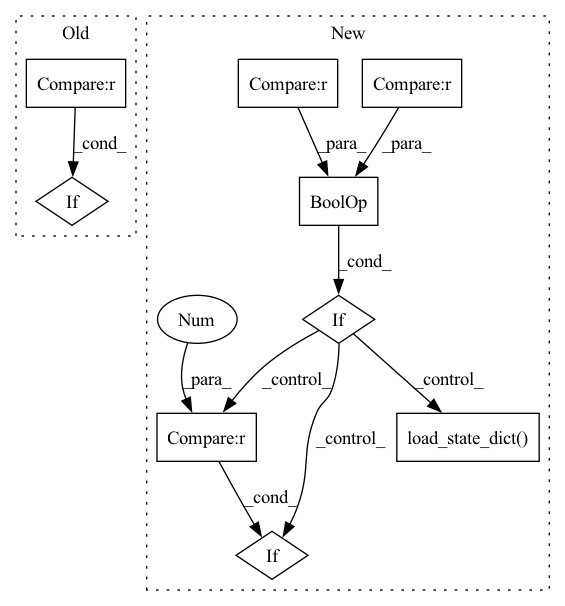 Old
New
Compare:r
Compare:r
Compare:r
_cond_
_para_
_para_
If
BoolOp
_cond_
Num
If
_para_
_control_
_control_
Compare:r
_control_
load_state_dict()
_cond_
If